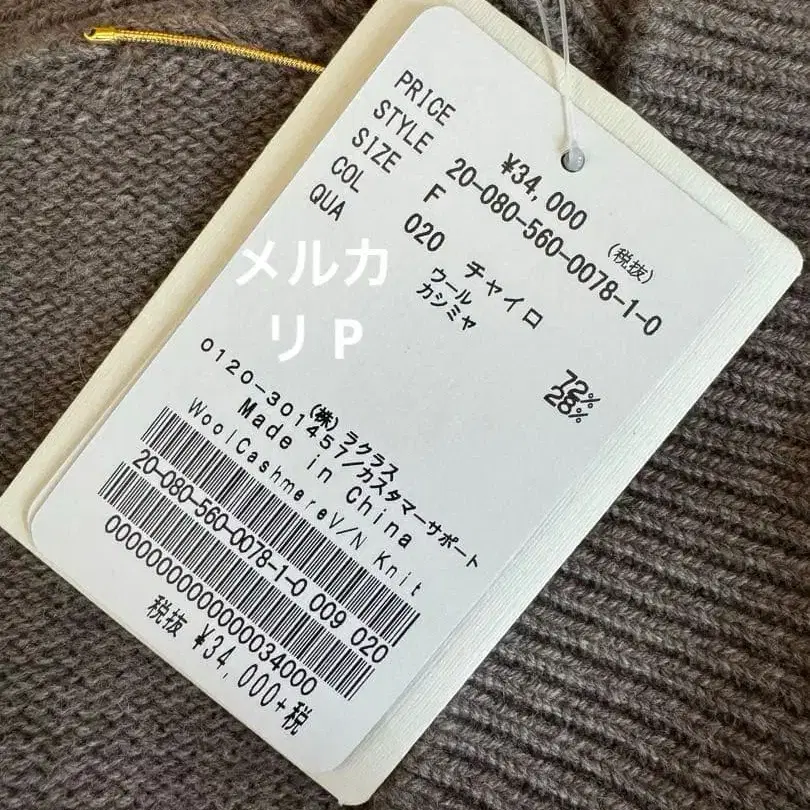 PRICE ¥34,000 (税抜)
STYLE 20-080-560-0078-1-0
SIZE F
COL 020 チャイロ
QUA ウール 72%
カシミヤ 28%
メルカ
リ P
(株)ラクラス
0120-301457/カスタマーサポート
Made in China
WoolCashmereV/N Knit
20-080-560-0078-1-0 009 020
0000000000000034000
税抜 ¥34,000+税